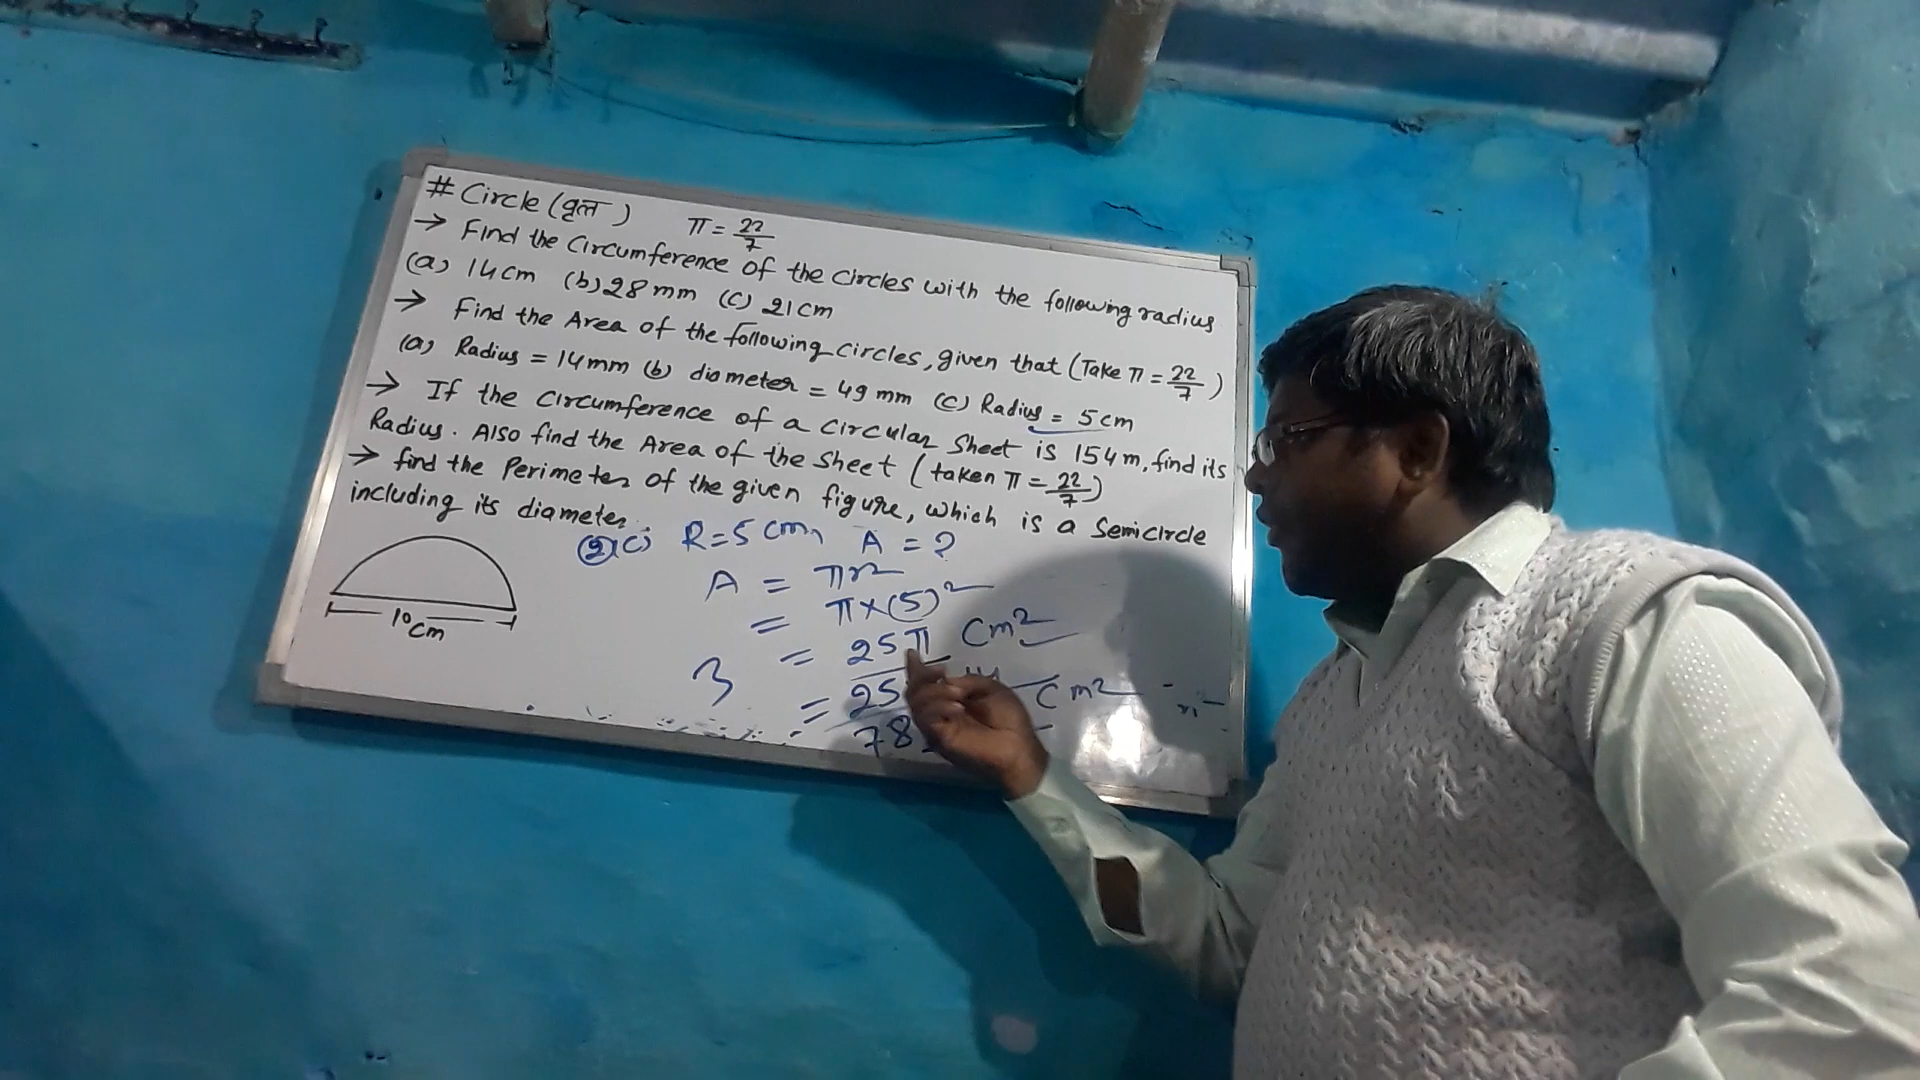 # Circle (वृत्त) π = 22/7
→ Find the Circumference of the circles with the following radius
(a) 14cm (b) 28mm (c) 21cm
→ Find the Area of the following circles, given that (Take π = 22/7)
(a) Radius = 14mm (b) diameter = 49 mm (c) Radius = 5cm
→ If the circumference of a circular Sheet is 154m, find its
Radius. Also find the Area of the sheet (taken π = 22/7)
→ find the Perimeter of the given figure, which is a Semicircle
including its diameter.
10cm
2(c) R=5cm, A = ?
A = πr²
= π×(5)²
= 25π cm²
3
= 25 cm²
78